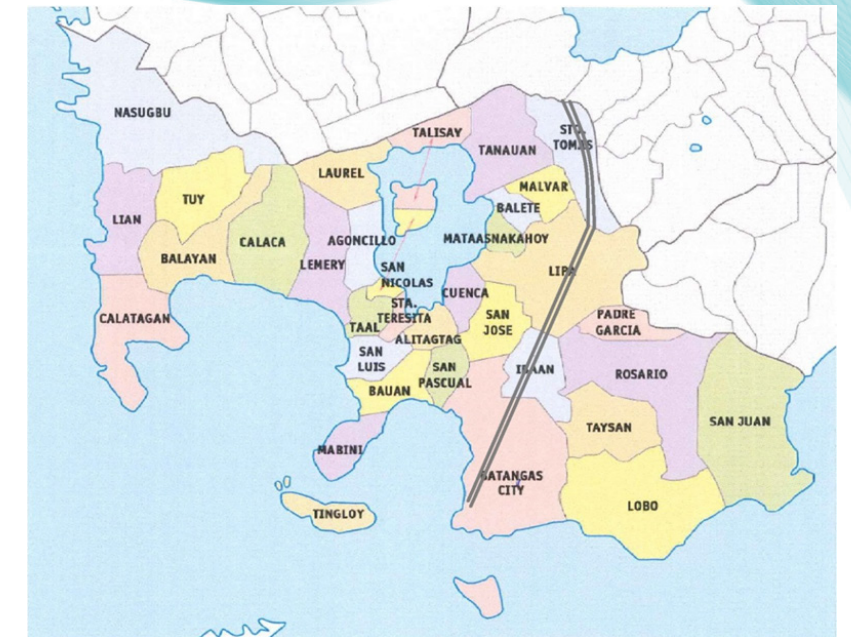 NASUGBU
TALISAY
STO.
TOMAS
TANAUAN
LAUREL
MALVAR
TUY
BALETE
LIAN
AGONCILLO
CALACA
MATAASNAKAHOY
BALAYAN
LEMERY
SAN
NICOLAS
LIPA
CUENCA
STA.
TERESITA
CALATAGAN
PADRE
GARCIA
SAN
JOSE
TAAL
ALITAGTAG
SAN
LUIS
SAN
PASCUAL
IBAAN
ROSARIO
BAUAN
SAN JUAN
TAYSAN
MABINI
BATANGAS
CITY
LOBO
TINGLOY